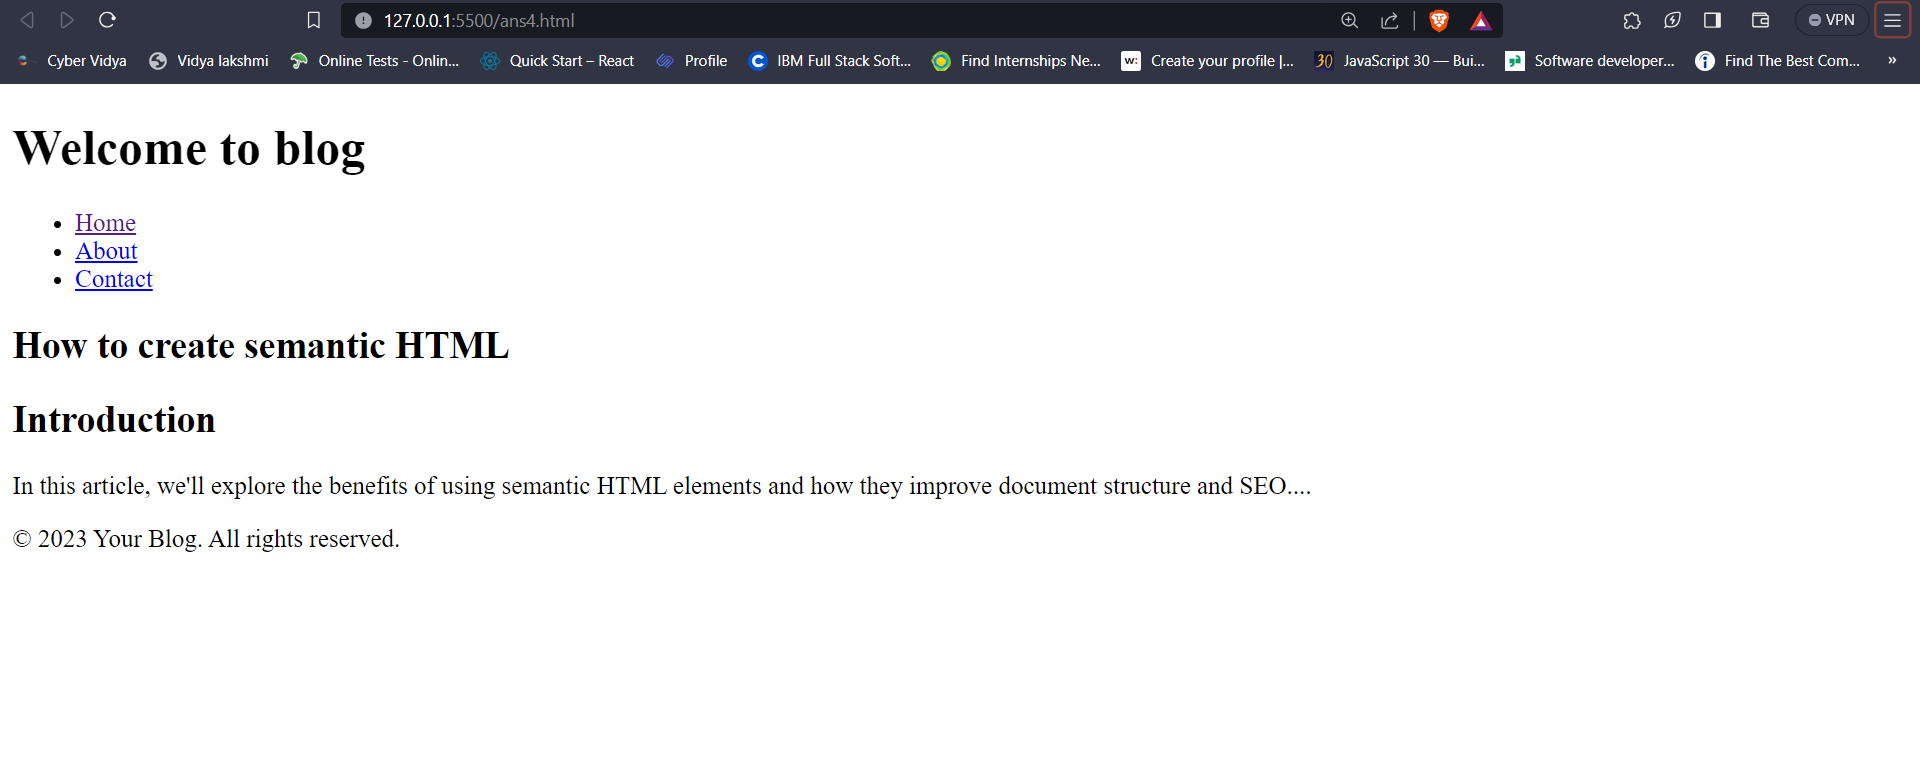 127.0.0.1:5500/ans4.html
VPN
Cyber Vidya Vidya lakshmi Online Tests - Onlin... Quick Start – React Profile C IBM Full Stack Soft... Find Internships Ne... w: Create your profile |... 30 JavaScript 30 — Bui... Software developer... Find The Best Com... »
Welcome to blog
• Home
• About
• Contact
How to create semantic HTML
Introduction
In this article, we'll explore the benefits of using semantic HTML elements and how they improve document structure and SEO....
© 2023 Your Blog. All rights reserved.